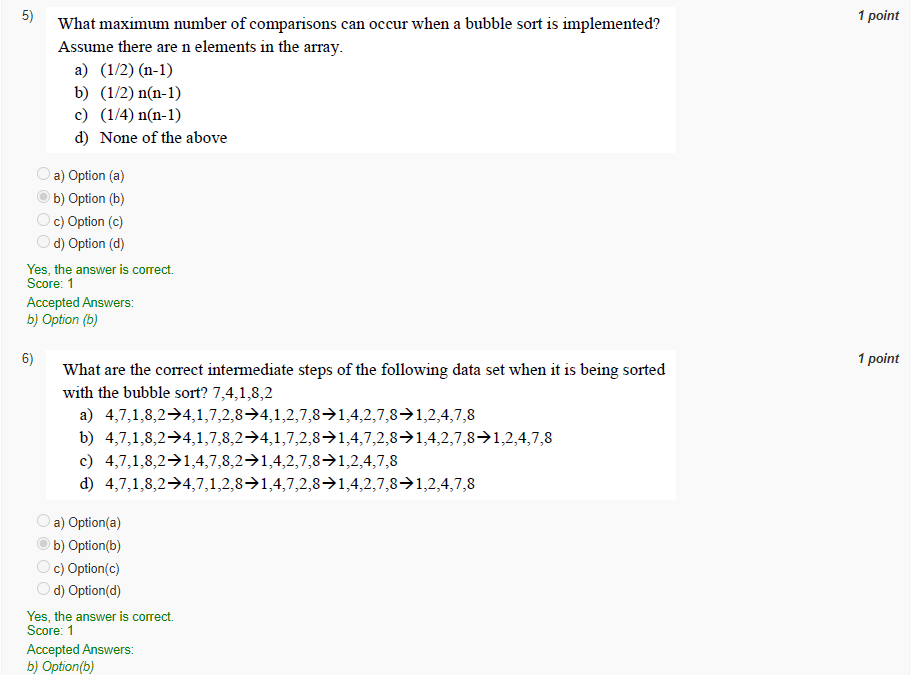 5)
1 point
What maximum number of comparisons can occur when a bubble sort is implemented?
Assume there are n elements in the array.
a) (1/2) (n-1)
b) (1/2) n(n-1)
c) (1/4) n(n-1)
d) None of the above
a) Option (a)
b) Option (b)
c) Option (c)
d) Option (d)
Yes, the answer is correct.
Score: 1
Accepted Answers:
b) Option (b)
6)
1 point
What are the correct intermediate steps of the following data set when it is being sorted
with the bubble sort? 7,4,1,8,2
a) 4,7,1,8,2→4,1,7,2,8→4,1,2,7,8→1,4,2,7,8→1,2,4,7,8
b) 4,7,1,8,2→4,1,7,8,2→4,1,7,2,8→1,4,7,2,8→1,4,2,7,8→1,2,4,7,8
c) 4,7,1,8,2→1,4,7,8,2→1,4,2,7,8→1,2,4,7,8
d) 4,7,1,8,2→4,7,1,2,8→1,4,7,2,8→1,4,2,7,8→1,2,4,7,8
a) Option(a)
b) Option(b)
c) Option(c)
d) Option(d)
Yes, the answer is correct.
Score: 1
Accepted Answers:
b) Option(b)